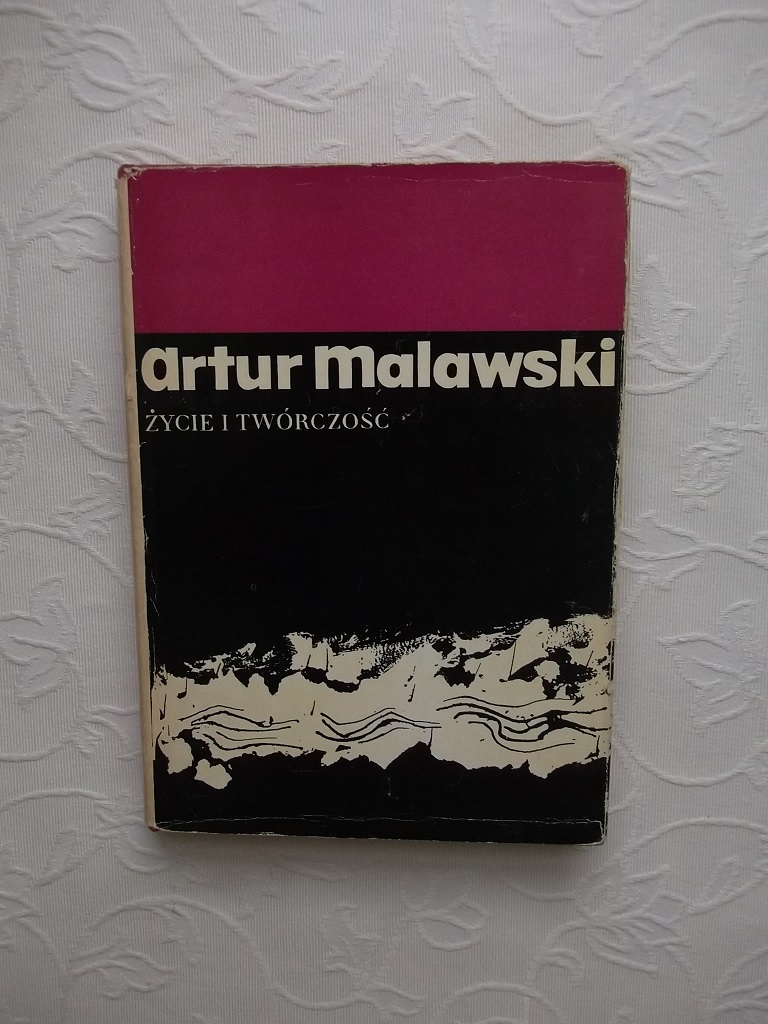 artur malawski
ŻYCIE I TWÓRCZOŚĆ